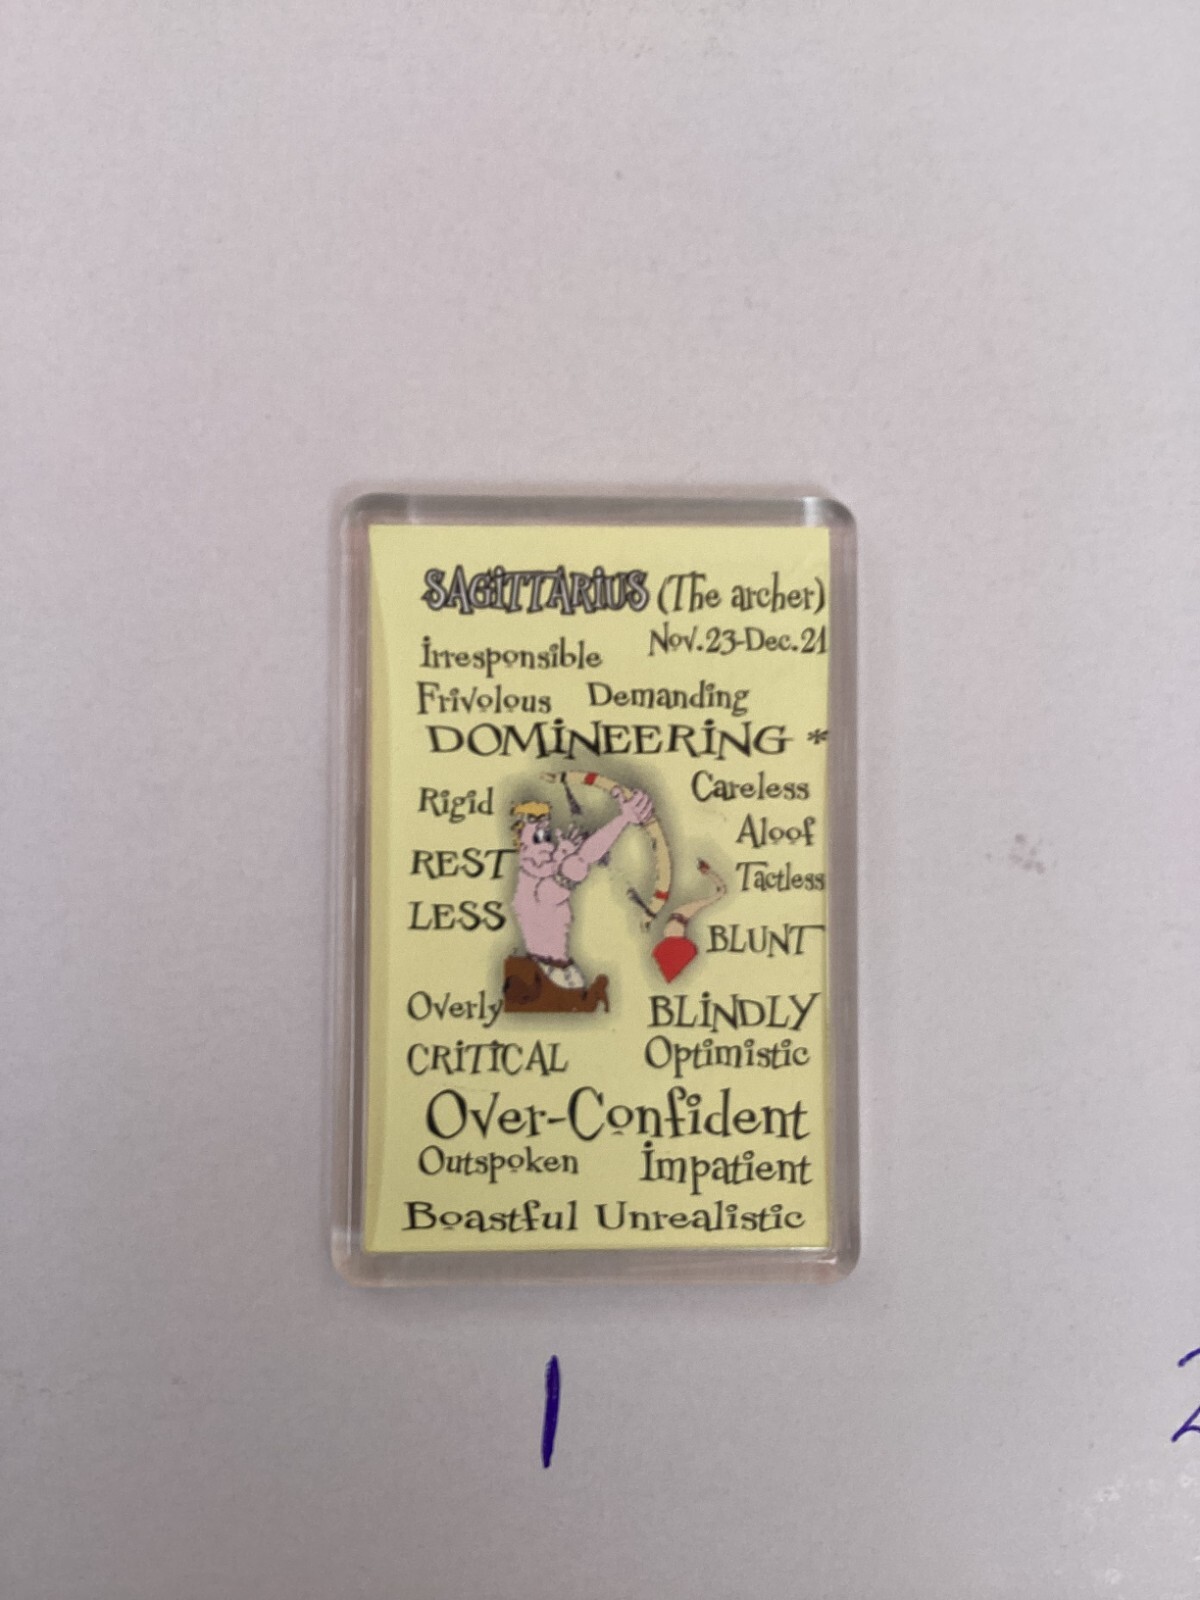 SAGITTARIUS (The archer)
Nov.23-Dec.21
Irresponsible
Frivolous Demanding
DOMINEERING *
Rigid Careless
Aloof
REST Tactless
LESS BLUNT
Overly BLINDLY
CRITICAL Optimistic
Over-Confident
Outspoken Impatient
Boastful Unrealistic
1 2